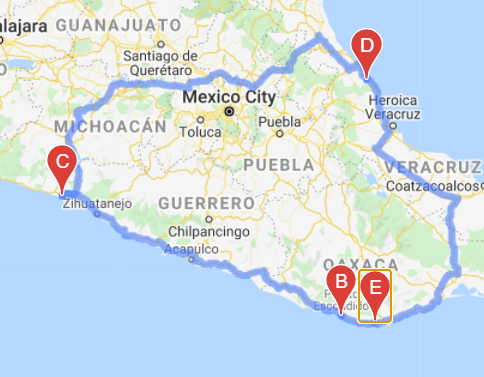 GUANAJUATO
alajara
Santiago de
Querétaro
D
Mexico City
Heroica
Veracruz
MICHOACÁN
Toluca
Puebla
C
PUEBLA
VERACRUZ
Coatzacoalcos
Zihuatanejo
GUERRERO
Chilpancingo
Acapulco
OAXACA
B
E
Escondido